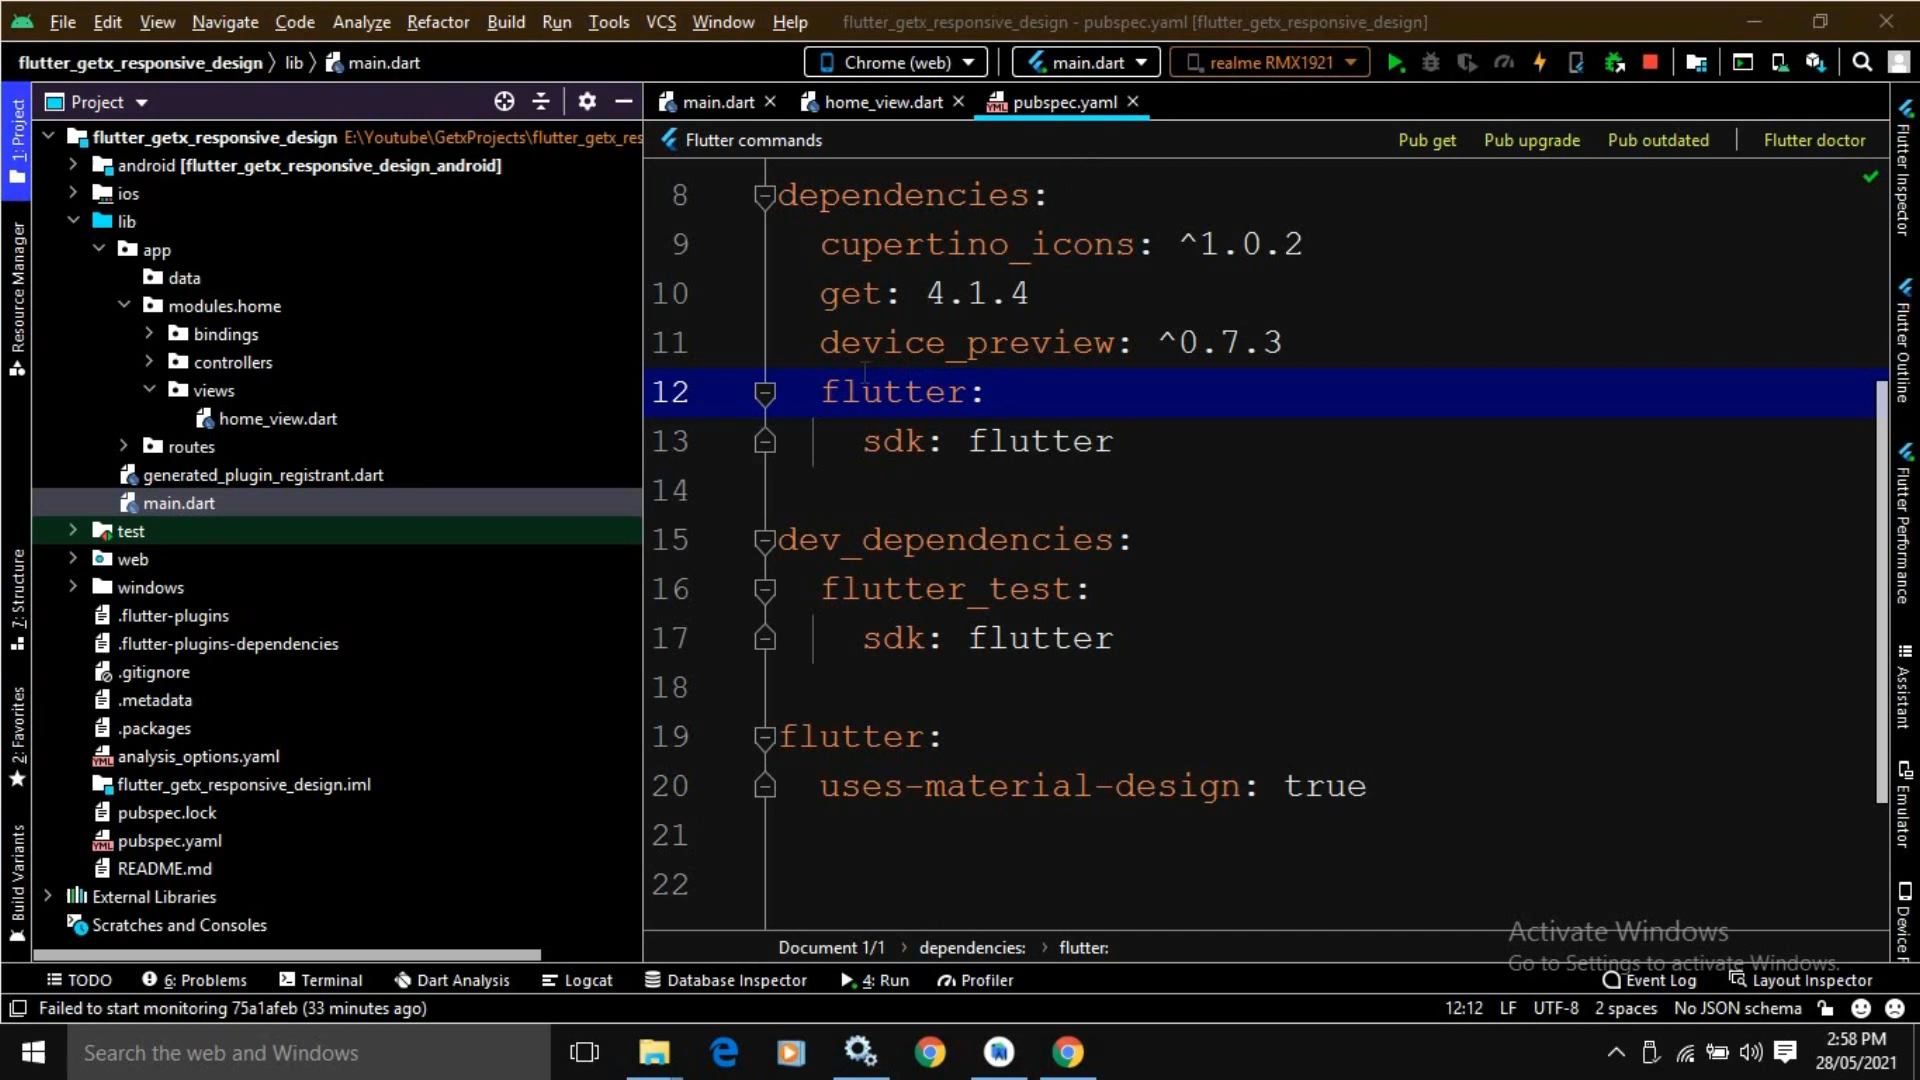 File Edit View Navigate Code Analyze Refactor Build Run Tools VCS Window Help flutter_getx_responsive_design - pubspec.yaml [flutter_getx_responsive_design]
flutter_getx_responsive_design lib main.dart Chrome (web) main.dart realme RMX1921
Project main.dart home_view.dart pubspec.yaml
Flutter commands Pub get Pub upgrade Pub outdated Flutter doctor
1: Project
Resource Manager
7: Structure
2: Favorites
Build Variants
flutter_getx_responsive_design E:\Youtube\GetxProjects\flutter_getx_res
android [flutter_getx_responsive_design_android]
ios
lib
app
data
modules.home
bindings
controllers
views
home_view.dart
routes
generated_plugin_registrant.dart
main.dart
test
web
windows
.flutter-plugins
.flutter-plugins-dependencies
.gitignore
.metadata
.packages
analysis_options.yaml
flutter_getx_responsive_design.iml
pubspec.lock
pubspec.yaml
README.md
External Libraries
Scratches and Consoles
8 dependencies:
9 cupertino_icons: ^1.0.2
10 get: 4.1.4
11 device_preview: ^0.7.3
12 flutter:
13 sdk: flutter
14
15 dev_dependencies:
16 flutter_test:
17 sdk: flutter
18
19 flutter:
20 uses-material-design: true
21
22
Document 1/1 dependencies: flutter:
Flutter Inspector
Flutter Outline
Flutter Performance
Assistant
Emulator
Device F
Activate Windows
Go to Settings to activate Windows.
TODO 6: Problems Terminal Dart Analysis Logcat Database Inspector 4: Run Profiler Event Log Layout Inspector
Failed to start monitoring 75a1afeb (33 minutes ago) 12:12 LF UTF-8 2 spaces No JSON schema
Search the web and Windows
2:58 PM
28/05/2021